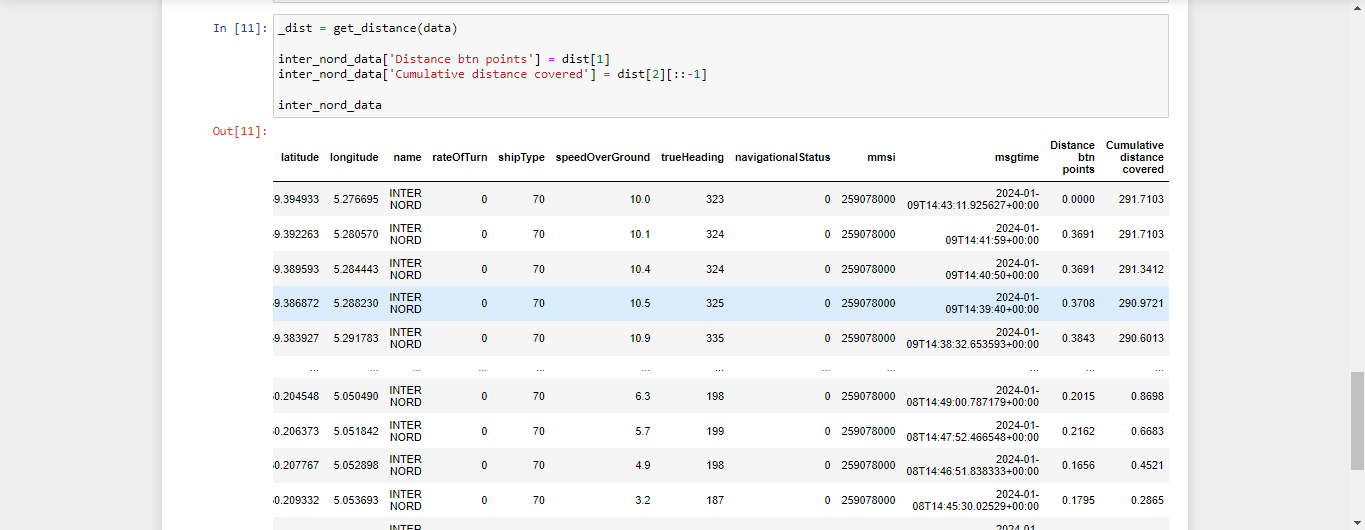 In [11]: _dist = get_distance(data)
inter_nord_data['Distance btn points'] = dist[1]
inter_nord_data['Cumulative distance covered'] = dist[2][::-1]
inter_nord_data
Out[11]:
latitude longitude name rateOfTurn shipType speedOverGround trueHeading navigationalStatus mmsi msgtime Distance btn points Cumulative distance covered
9.394933 5.276695 INTER NORD 0 70 10.0 323 0 259078000 2024-01-09T14:43:11.925627+00:00 0.0000 291.7103
9.392263 5.280570 INTER NORD 0 70 10.1 324 0 259078000 2024-01-09T14:41:59+00:00 0.3691 291.7103
9.389593 5.284443 INTER NORD 0 70 10.4 324 0 259078000 2024-01-09T14:40:50+00:00 0.3691 291.3412
9.386872 5.288230 INTER NORD 0 70 10.5 325 0 259078000 2024-01-09T14:39:40+00:00 0.3708 290.9721
9.383927 5.291783 INTER NORD 0 70 10.9 335 0 259078000 2024-01-09T14:38:32.653593+00:00 0.3843 290.6013
... ... ... ... ... ... ... ... ... ... ... ...
0.204548 5.050490 INTER NORD 0 70 6.3 198 0 259078000 2024-01-08T14:49:00.787179+00:00 0.2015 0.8698
0.206373 5.051842 INTER NORD 0 70 5.7 199 0 259078000 2024-01-08T14:47:52.466548+00:00 0.2162 0.6683
0.207767 5.052898 INTER NORD 0 70 4.9 198 0 259078000 2024-01-08T14:46:51.838333+00:00 0.1656 0.4521
0.209332 5.053693 INTER NORD 0 70 3.2 187 0 259078000 2024-01-08T14:45:30.02529+00:00 0.1795 0.2865
INTER 2024-01-